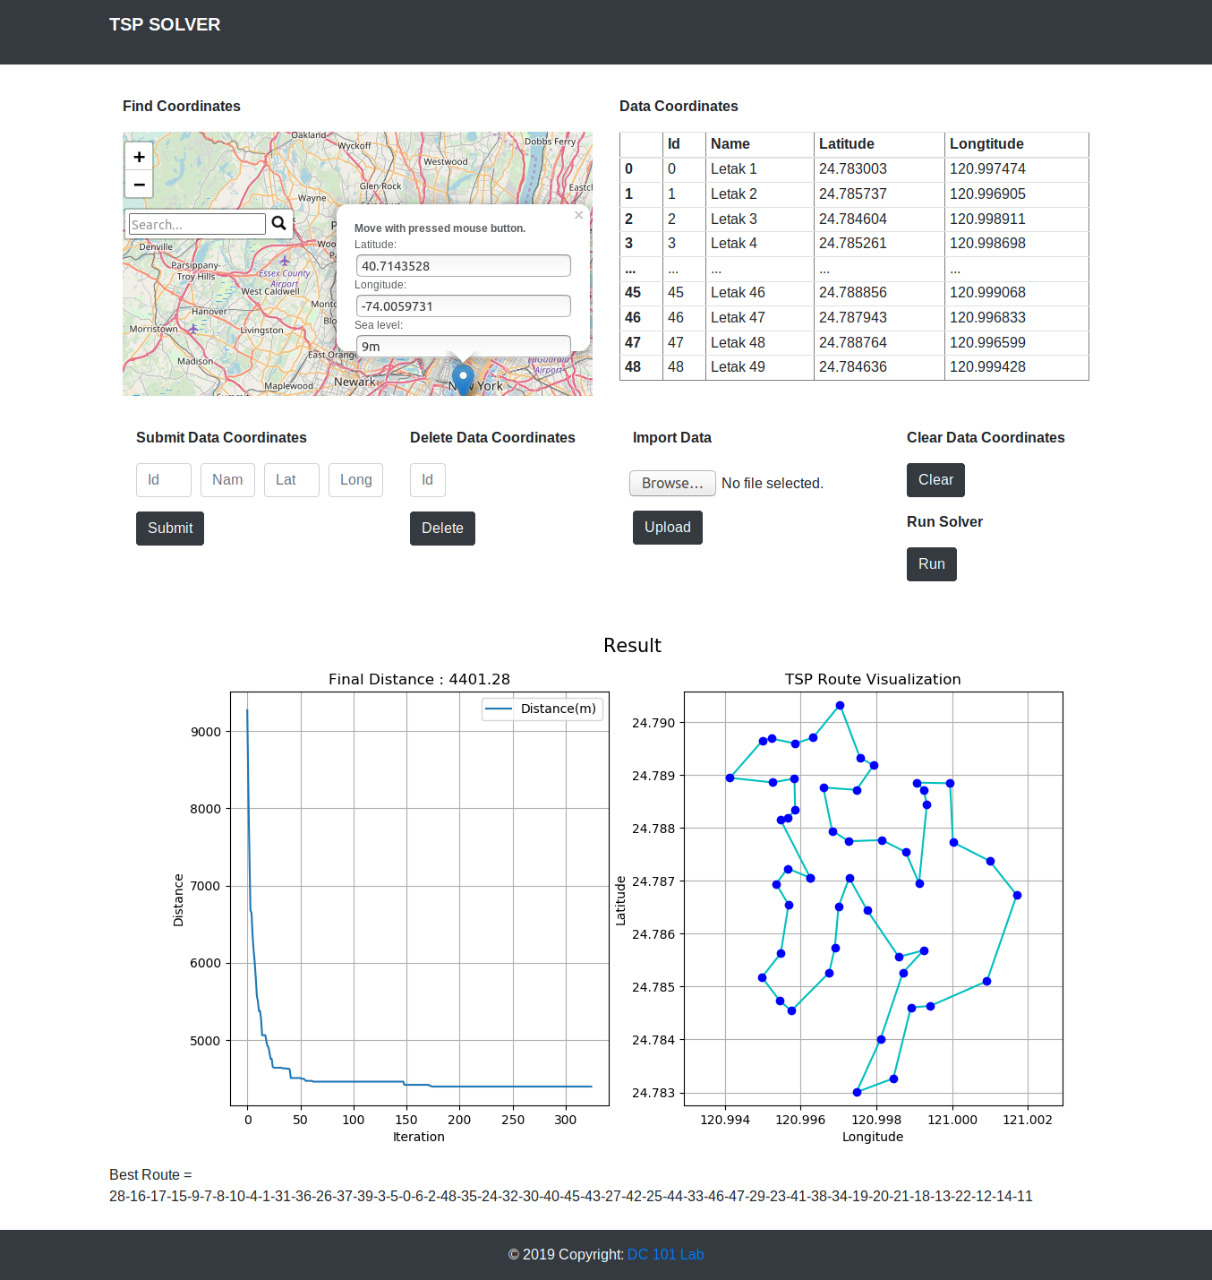 TSP SOLVER
Find Coordinates
Oakland
Wyckoff
Dobbs Ferry
Westwood
Glen Rock
Wayne
Denville
Parsippany-
Troy Hills
Essex County
Airport
West Caldwell
Hanover
Morristown
Livingston
Madison
East Orange
Maplewood
Newark
New York
LaGuardia
Airport
+
−
Search...
×
Move with pressed mouse button.
Latitude:
40.7143528
Longitude:
-74.0059731
Sea level:
9m
Data Coordinates
Id Name Latitude Longtitude
0 0 Letak 1 24.783003 120.997474
1 1 Letak 2 24.785737 120.996905
2 2 Letak 3 24.784604 120.998911
3 3 Letak 4 24.785261 120.998698
... ... ... ... ...
45 45 Letak 46 24.788856 120.999068
46 46 Letak 47 24.787943 120.996833
47 47 Letak 48 24.788764 120.996599
48 48 Letak 49 24.784636 120.999428
Submit Data Coordinates
Id Nam Lat Long
Submit
Delete Data Coordinates
Id
Delete
Import Data
Browse... No file selected.
Upload
Clear Data Coordinates
Clear
Run Solver
Run
Result
Final Distance : 4401.28
Distance(m)
9000
8000
7000
6000
5000
Distance
0 50 100 150 200 250 300
Iteration
TSP Route Visualization
24.790
24.789
24.788
24.787
24.786
24.785
24.784
24.783
Latitude
120.994 120.996 120.998 121.000 121.002
Longitude
Best Route =
28-16-17-15-9-7-8-10-4-1-31-36-26-37-39-3-5-0-6-2-48-35-24-32-30-40-45-43-27-42-25-44-33-46-47-29-23-41-38-34-19-20-21-18-13-22-12-14-11
© 2019 Copyright: DC 101 Lab